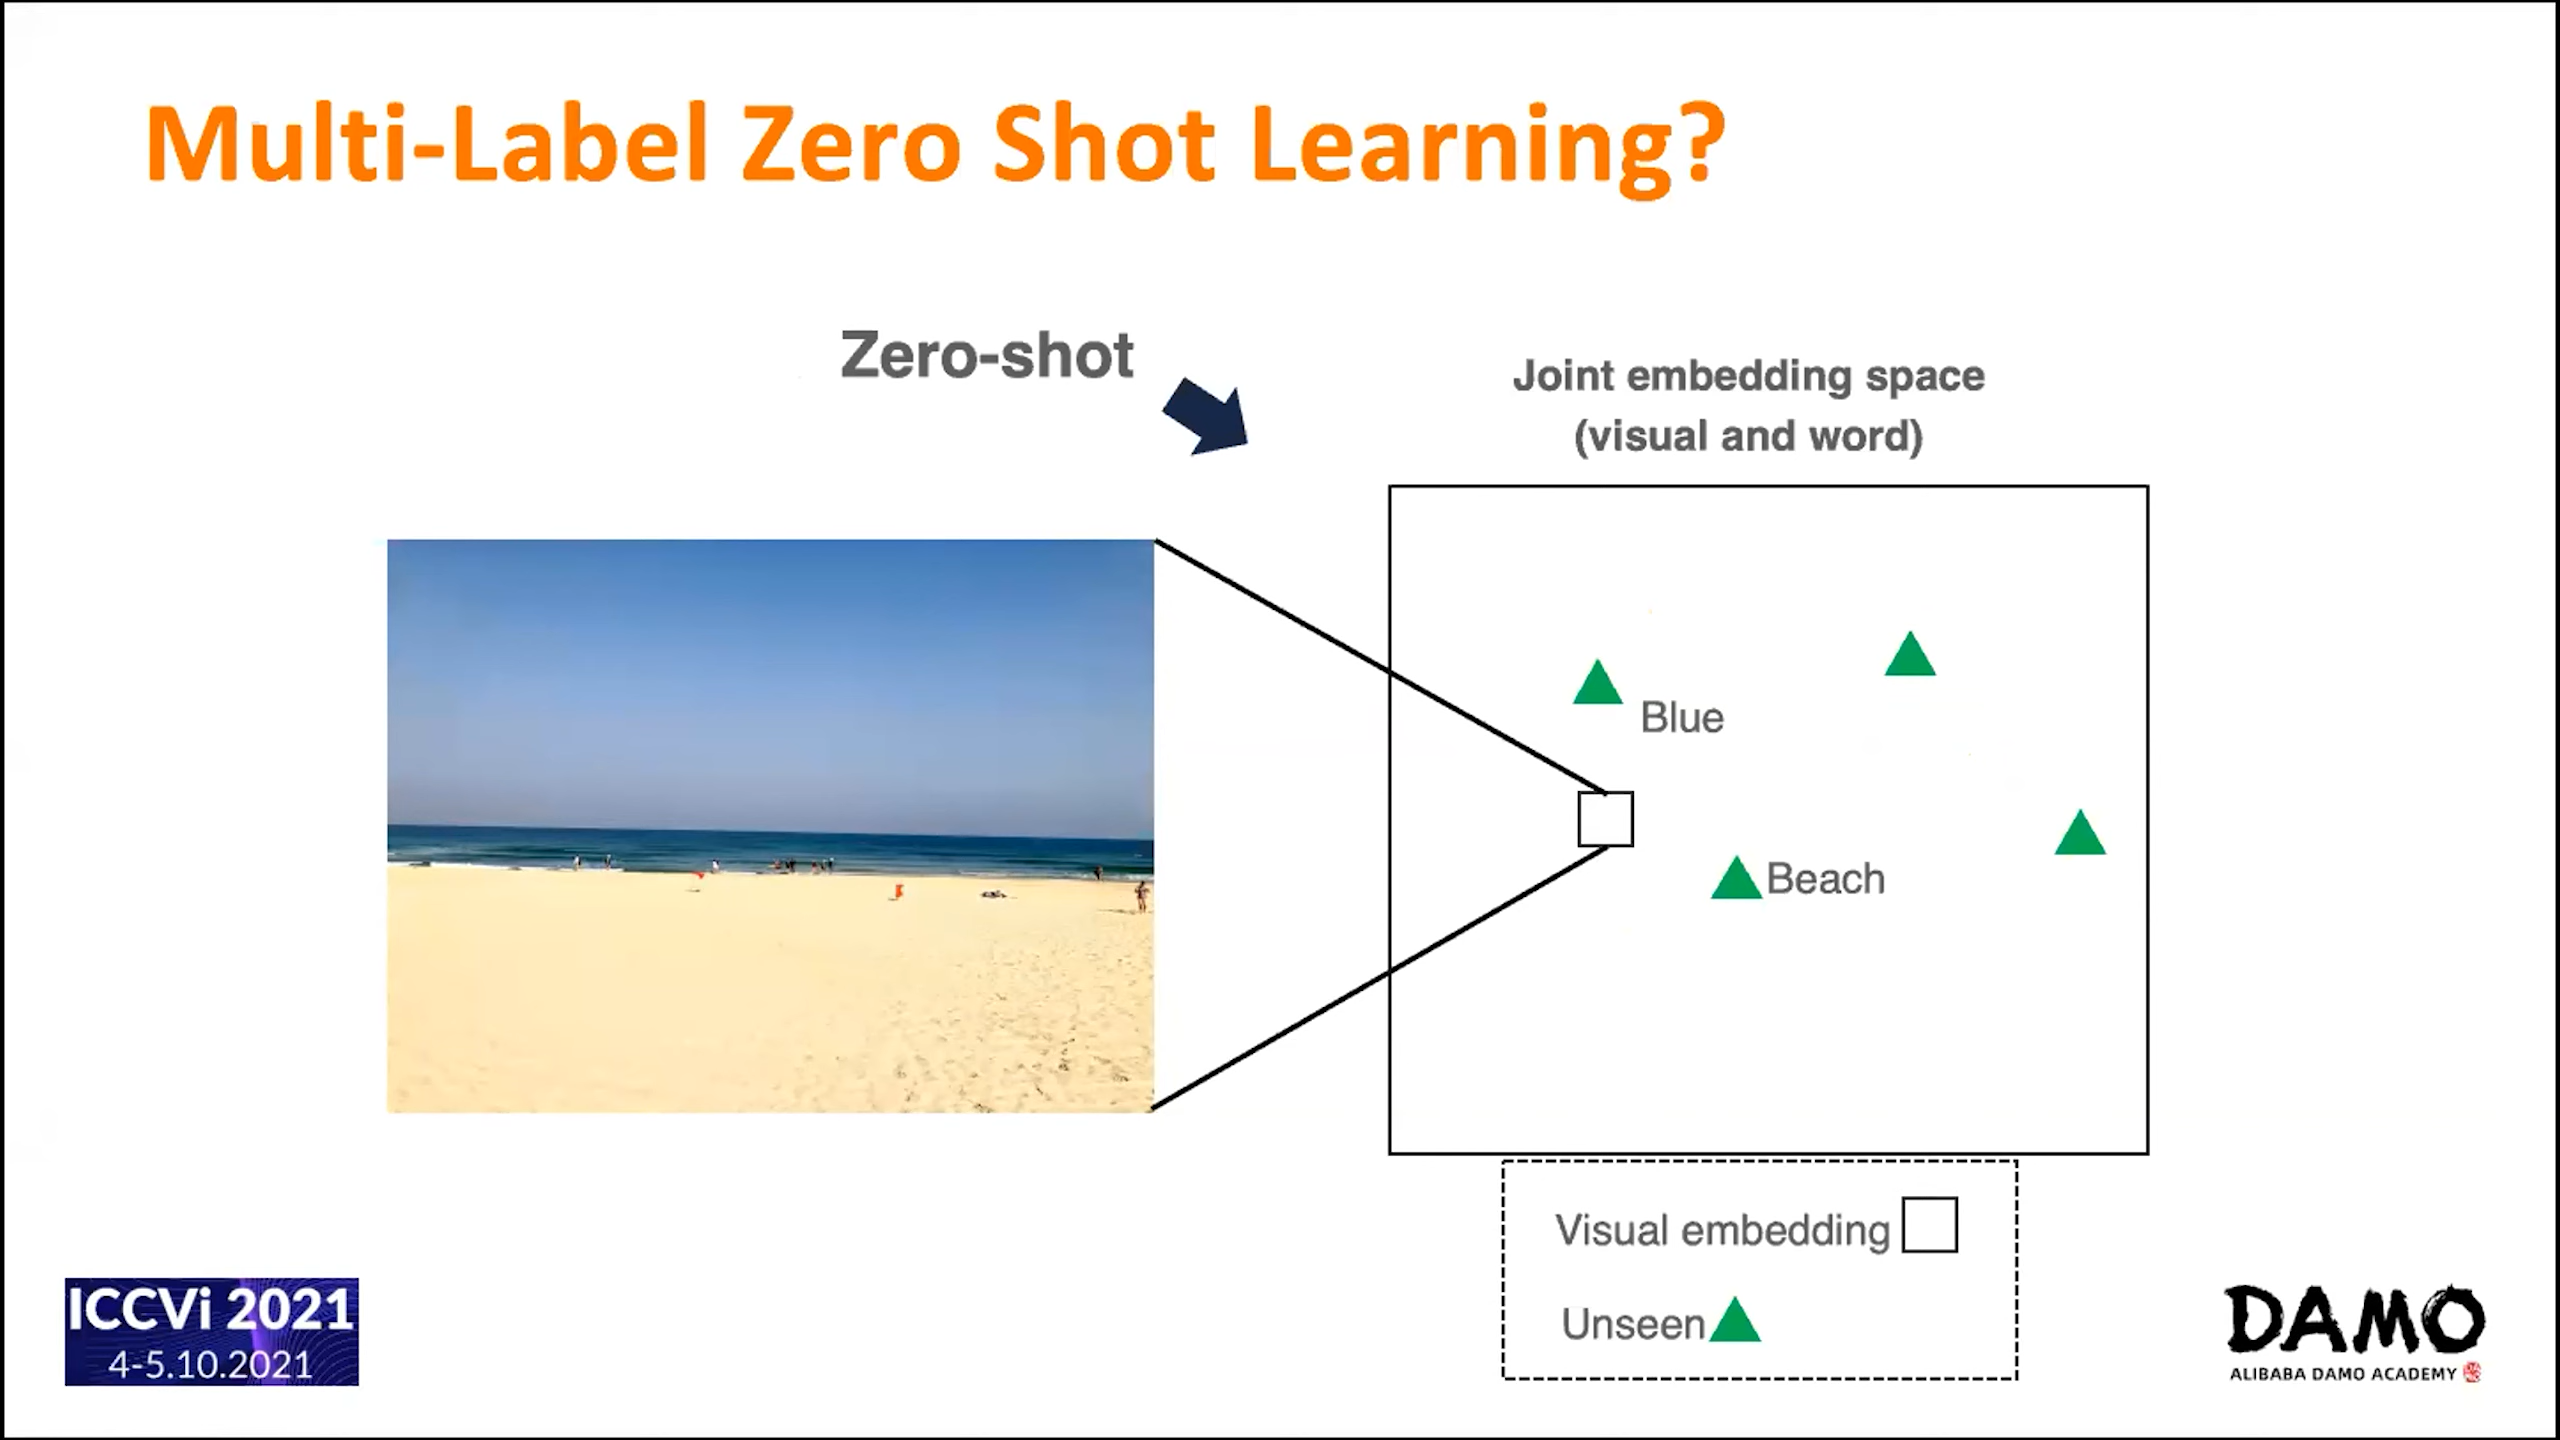 Multi-Label Zero Shot Learning?
Zero-shot
Joint embedding space
(visual and word)
Blue
Beach
Visual embedding
Unseen
ICCVi 2021
4-5.10.2021
DAMO
ALIBABA DAMO ACADEMY